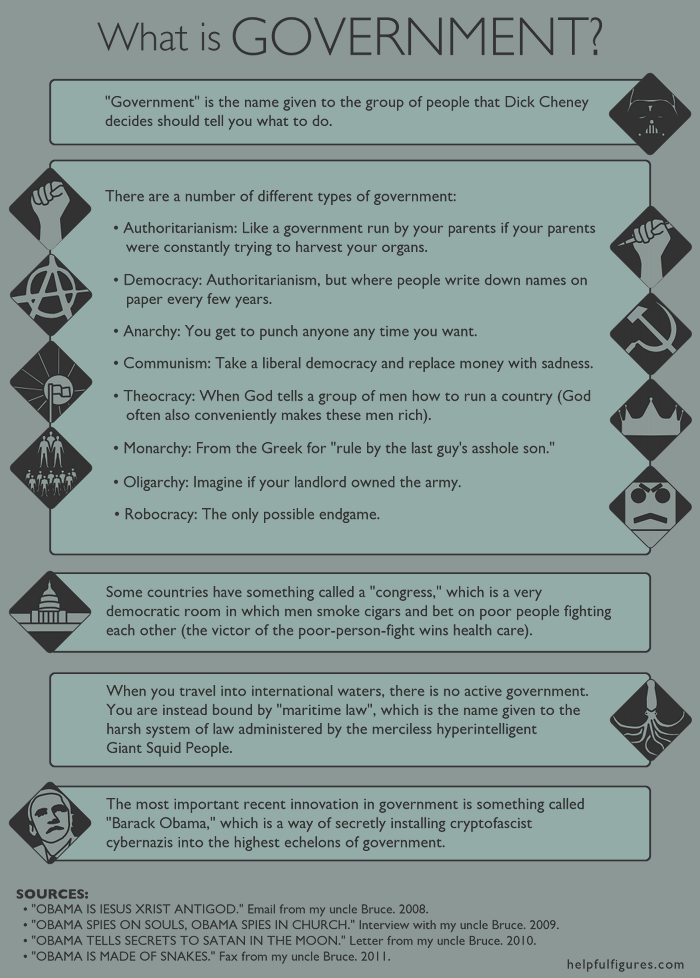 What is GOVERNMENT?
"Government" is the name given to the group of people that Dick Cheney
decides should tell you what to do.
There are a number of different types of government:
• Authoritarianism: Like a government run by your parents if your parents
were constantly trying to harvest your organs.
• Democracy: Authoritarianism, but where people write down names on
paper every few years.
• Anarchy: You get to punch anyone any time you want.
• Communism: Take a liberal democracy and replace money with sadness.
• Theocracy: When God tells a group of men how to run a country (God
often also conveniently makes these men rich).
• Monarchy: From the Greek for "rule by the last guy's asshole son."
• Oligarchy: Imagine if your landlord owned the army.
• Robocracy: The only possible endgame.
Some countries have something called a "congress," which is a very
democratic room in which men smoke cigars and bet on poor people fighting
each other (the victor of the poor-person-fight wins health care).
When you travel into international waters, there is no active government.
You are instead bound by "maritime law", which is the name given to the
harsh system of law administered by the merciless hyperintelligent
Giant Squid People.
The most important recent innovation in government is something called
"Barack Obama," which is a way of secretly installing cryptofascist
cybernazis into the highest echelons of government.
SOURCES:
• "OBAMA IS IESUS XRIST ANTIGOD." Email from my uncle Bruce. 2008.
• "OBAMA SPIES ON SOULS, OBAMA SPIES IN CHURCH." Interview with my uncle Bruce. 2009.
• "OBAMA TELLS SECRETS TO SATAN IN THE MOON." Letter from my uncle Bruce. 2010.
• "OBAMA IS MADE OF SNAKES." Fax from my uncle Bruce. 2011.
helpfulfigures.com